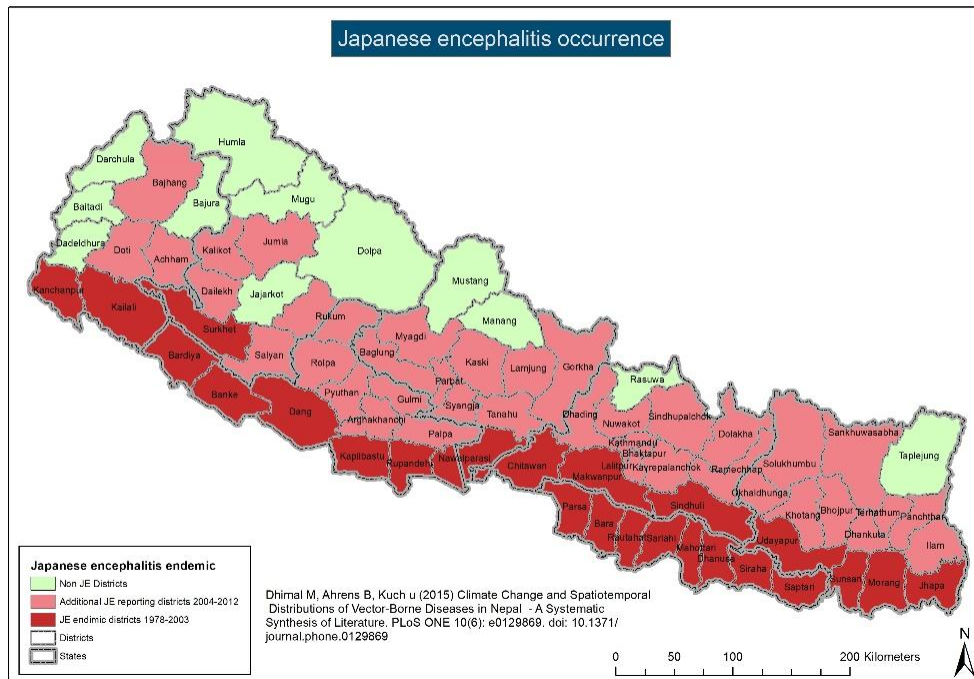 Japanese encephalitis occurrence
Humla
Darchula
Bajhang
Bajura
Mugu
Baitadi
Dadeldhura
Doti
Achham
Kalikot
Jumla
Dolpa
Mustang
Manang
Kanchanpur
Kailali
Dailekh
Jajarkot
Surkhet
Rukum
Bardiya
Salyan
Rolpa
Myagdi
Baglung
Kaski
Lamjung
Gorkha
Rasuwa
Banke
Dang
Pyuthan
Gulmi
Parbat
Syangja
Tanahu
Dhading
Nuwakot
Sindhupalchok
Dolakha
Sankhuwasabha
Taplejung
Arghakhanchi
Palpa
Kathmandu
Bhaktapur
Lalitpur
Kavrepalanchok
Ramechhap
Solukhumbu
Kapilbastu
Rupandehi
Nawalparasi
Chitawan
Makwanpur
Okhaldhunga
Khotang
Bhojpur
Terhathum
Panchthar
Parsa
Bara
Rautahat
Sarlahi
Sindhuli
Dhankuta
Ilam
Udayapur
Mahottari
Dhanusa
Siraha
Saptari
Sunsari
Morang
Jhapa
Japanese encephalitis endemic
Non JE Districts
Additional JE reporting districts 2004-2012
JE endimic districts 1978-2003
Districts
States
Dhimal M, Ahrens B, Kuch u (2015) Climate Change and Spatiotemporal
Distributions of Vector-Borne Diseases in Nepal - A Systematic
Synthesis of Literature. PLoS ONE 10(6): e0129869. doi: 10.1371/
journal.phone.0129869
0 50 100 200 Kilometers
N